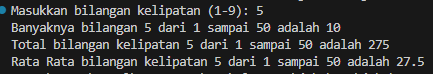 Masukkan bilangan kelipatan (1-9): 5
Banyaknya bilangan 5 dari 1 sampai 50 adalah 10
Total bilangan kelipatan 5 dari 1 sampai 50 adalah 275
Rata Rata bilangan kelipatan 5 dari 1 sampai 50 adalah 27.5